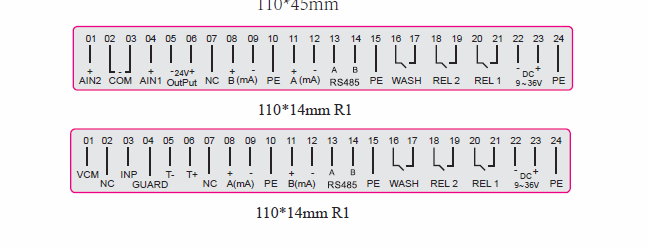 110*45mm
01 02 03 04 05 06 07 08 09 10 11 12 13 14 15 16 17 18 19 20 21 22 23 24
+ - + -24V+ + - + - A B - + 
AIN2 COM AIN1 OutPut NC B(mA) PE A(mA) RS485 PE WASH REL 2 REL 1 DC 9~36V PE
110*14mm R1
01 02 03 04 05 06 07 08 09 10 11 12 13 14 15 16 17 18 19 20 21 22 23 24
+ - + - A B - +
VCM NC INP GUARD T- T+ NC A(mA) PE B(mA) RS485 PE WASH REL 2 REL 1 DC 9~36V PE
110*14mm R1